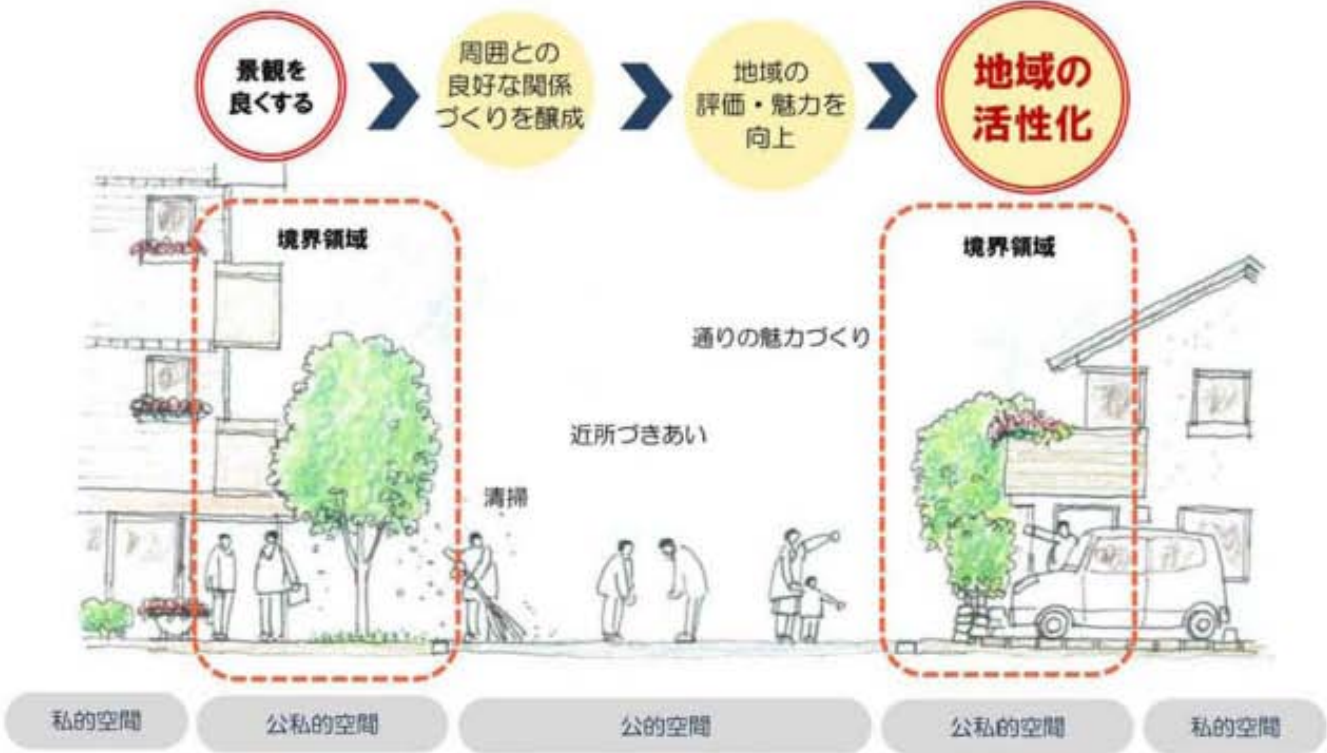 景観を
良くする
周囲との
良好な関係
づくりを醸成
地域の
評価・魅力を
向上
地域の
活性化
境界領域
境界領域
通りの魅力づくり
近所づきあい
清掃
私的空間
公私的空間
公的空間
公私的空間
私的空間